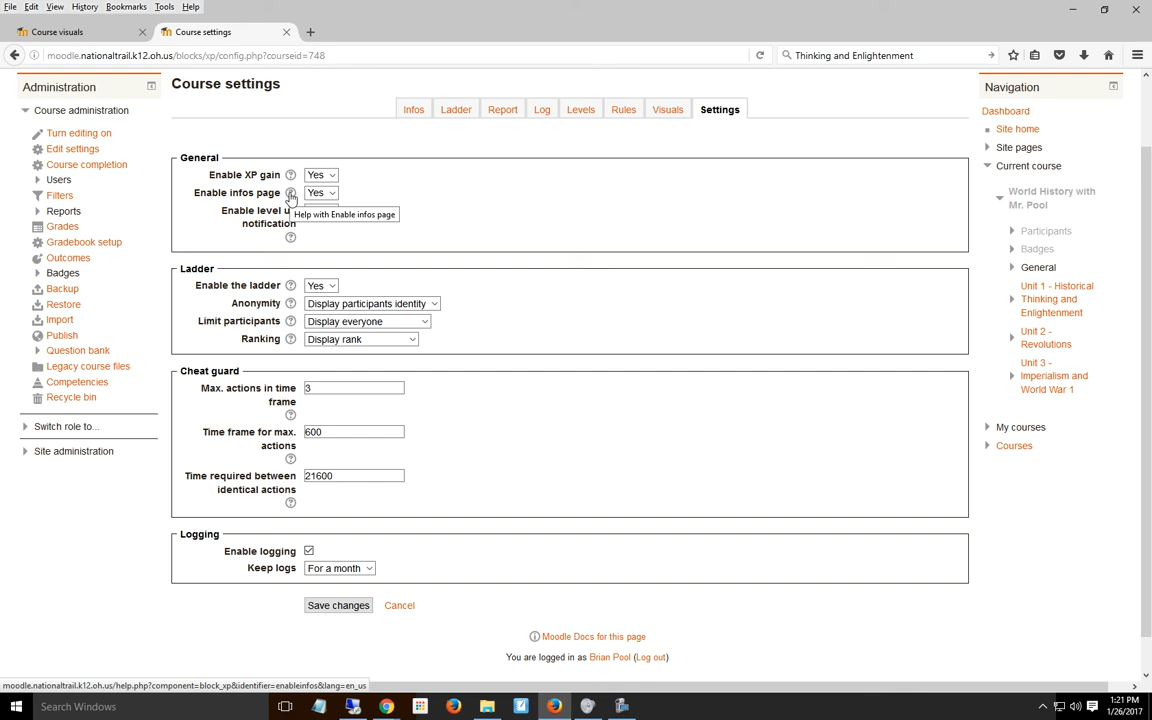 File Edit View History Bookmarks Tools Help
Course visuals
Course settings
moodle.nationaltrail.k12.oh.us/blocks/xp/config.php?courseid=748
Thinking and Enlightenment
Administration
Course administration
Turn editing on
Edit settings
Course completion
Users
Filters
Reports
Grades
Gradebook setup
Outcomes
Badges
Backup
Restore
Import
Publish
Question bank
Legacy course files
Competencies
Recycle bin
Switch role to...
Site administration
Course settings
Infos Ladder Report Log Levels Rules Visuals Settings
General
Enable XP gain Yes
Enable infos page Yes
Enable level u
notification
Help with Enable infos page
Ladder
Enable the ladder Yes
Anonymity Display participants identity
Limit participants Display everyone
Ranking Display rank
Cheat guard
Max. actions in time 3
frame
Time frame for max. 600
actions
Time required between 21600
identical actions
Logging
Enable logging
Keep logs For a month
Save changes Cancel
Moodle Docs for this page
You are logged in as Brian Pool (Log out)
Navigation
Dashboard
Site home
Site pages
Current course
World History with
Mr. Pool
Participants
Badges
General
Unit 1 - Historical
Thinking and
Enlightenment
Unit 2 -
Revolutions
Unit 3 -
Imperialism and
World War 1
My courses
Courses
moodle.nationaltrail.k12.oh.us/help.php?component=block_xp&identifier=enableinfos&lang=en_us
Search Windows
1:21 PM
1/26/2017